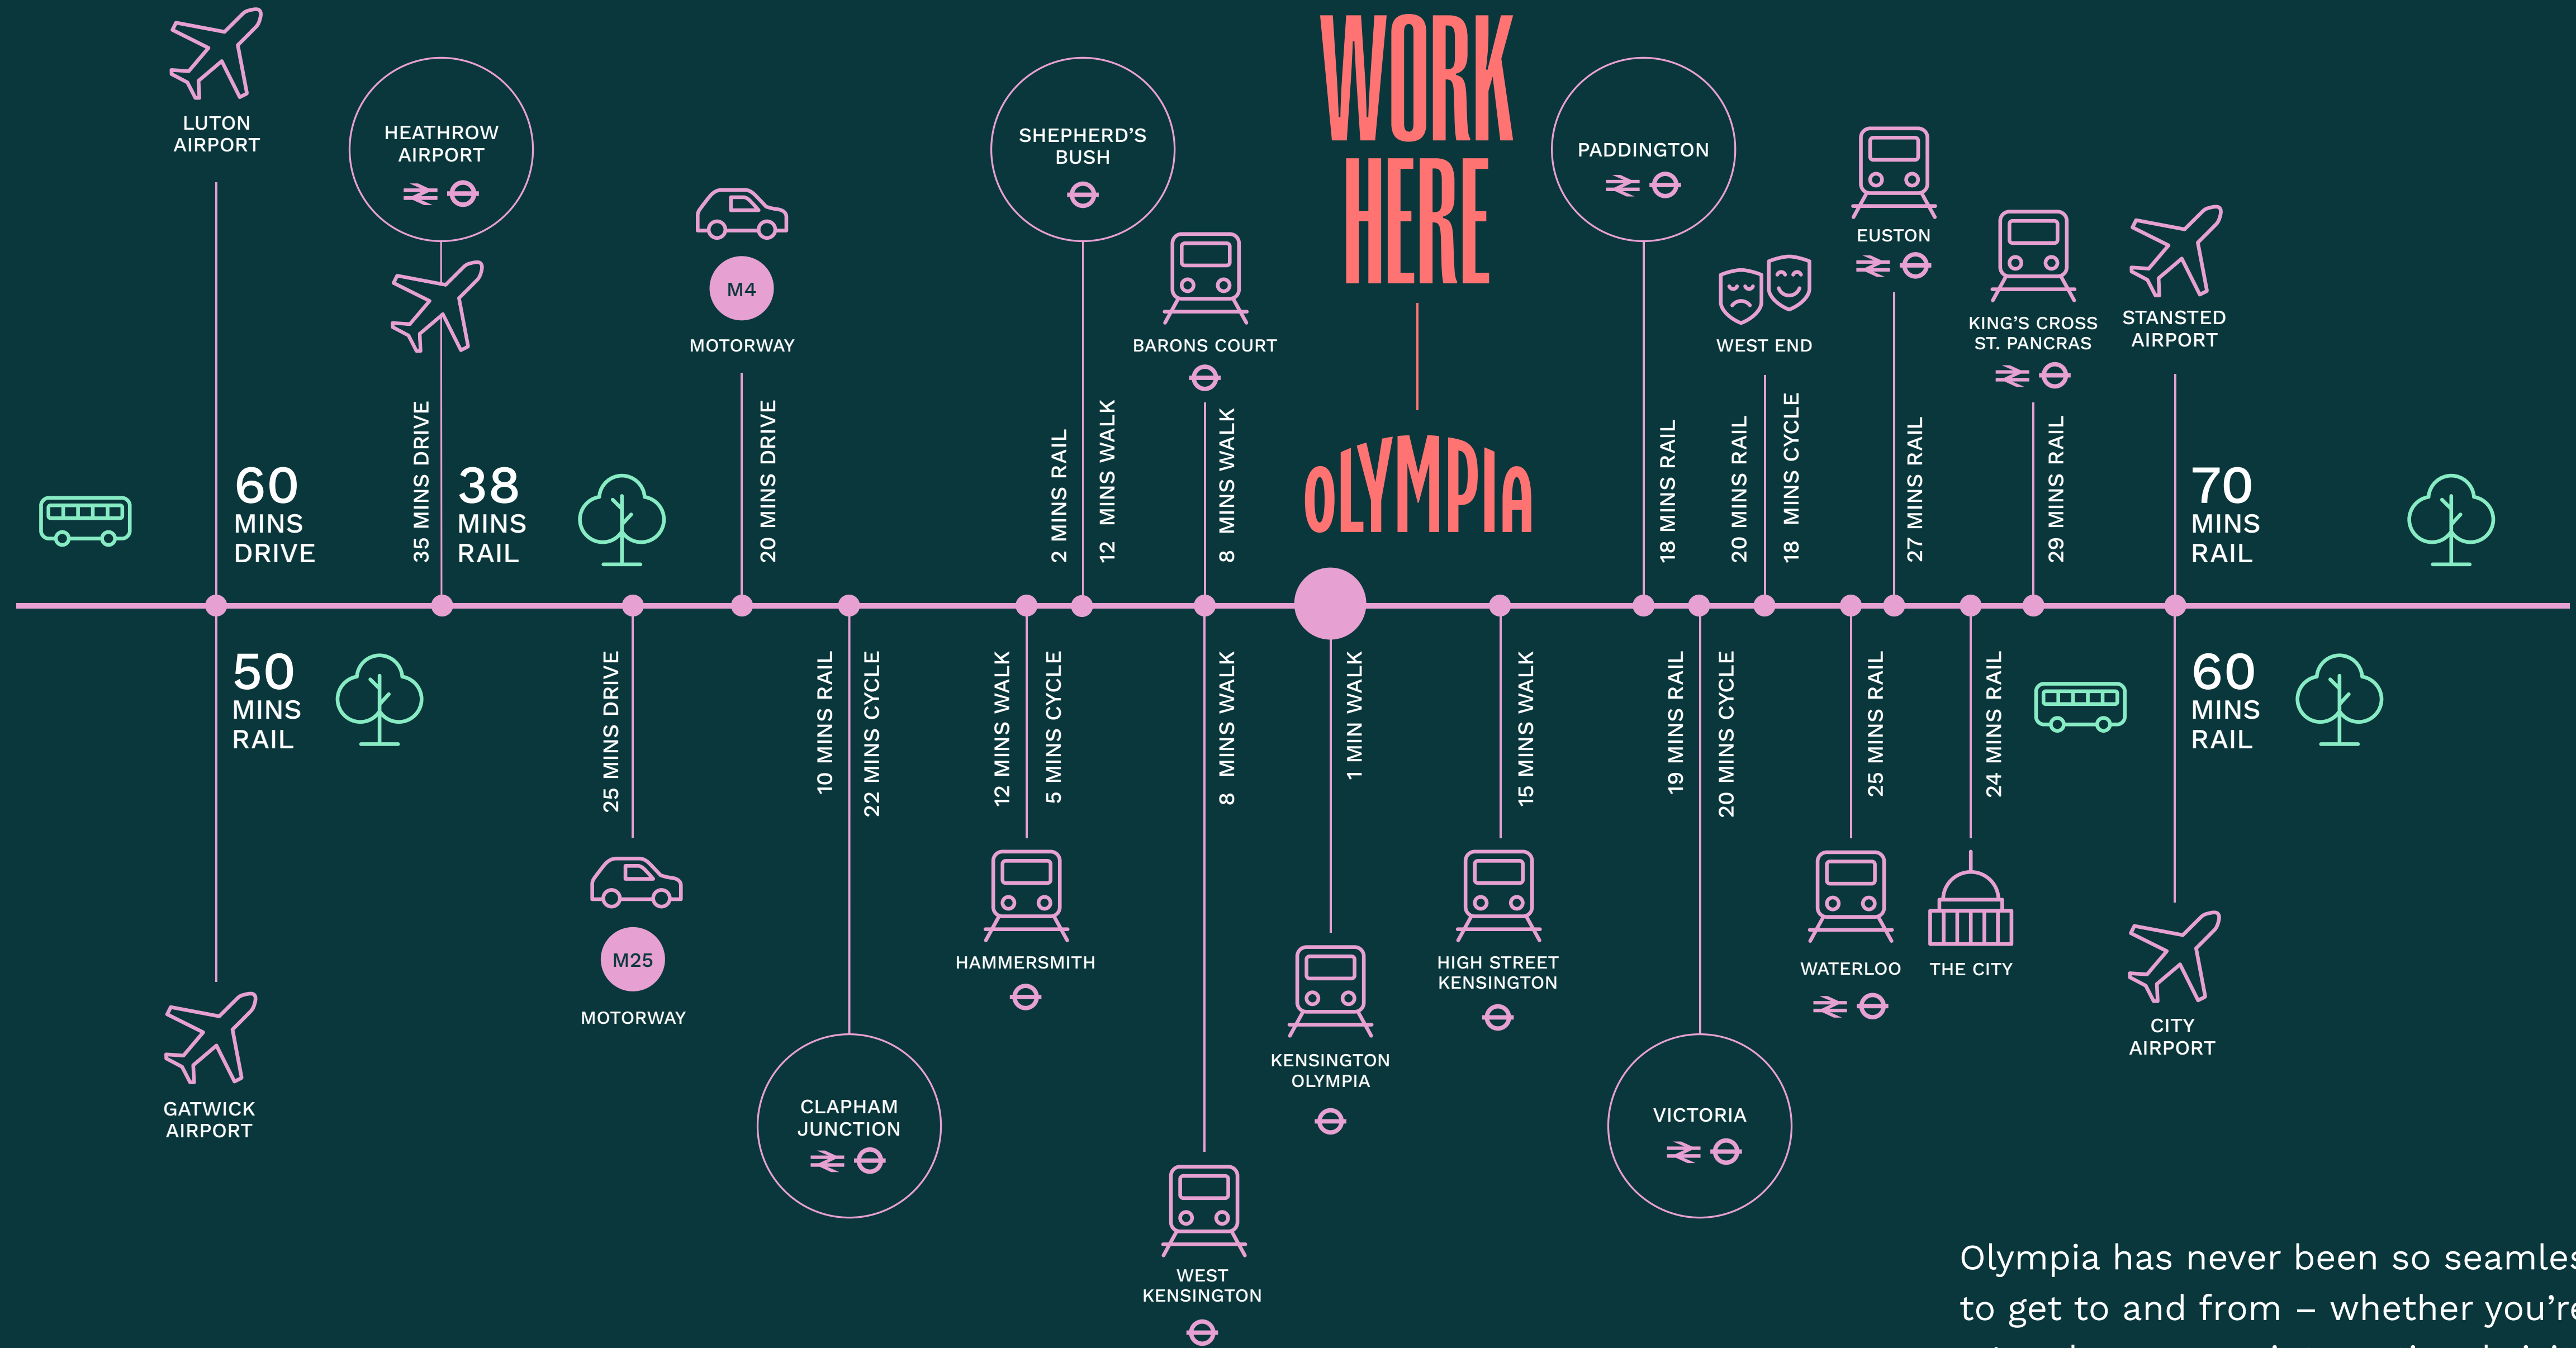 WORK
HERE
OLYMPIA
LUTON
AIRPORT
60
MINS
DRIVE
HEATHROW
AIRPORT
35 MINS DRIVE
38
MINS
RAIL
M4
MOTORWAY
20 MINS DRIVE
SHEPHERD’S
BUSH
2 MINS RAIL
12 MINS WALK
BARONS COURT
8 MINS WALK
PADDINGTON
18 MINS RAIL
WEST END
20 MINS RAIL
18 MINS CYCLE
EUSTON
27 MINS RAIL
KING’S CROSS
ST. PANCRAS
29 MINS RAIL
STANSTED
AIRPORT
70
MINS
RAIL
50
MINS
RAIL
GATWICK
AIRPORT
25 MINS DRIVE
M25
MOTORWAY
10 MINS RAIL
22 MINS CYCLE
CLAPHAM
JUNCTION
12 MINS WALK
5 MINS CYCLE
HAMMERSMITH
8 MINS WALK
WEST
KENSINGTON
1 MIN WALK
KENSINGTON
OLYMPIA
15 MINS WALK
HIGH STREET
KENSINGTON
19 MINS RAIL
20 MINS CYCLE
VICTORIA
25 MINS RAIL
WATERLOO
24 MINS RAIL
THE CITY
60
MINS
RAIL
CITY
AIRPORT
Olympia has never been so
to get to and from – whether